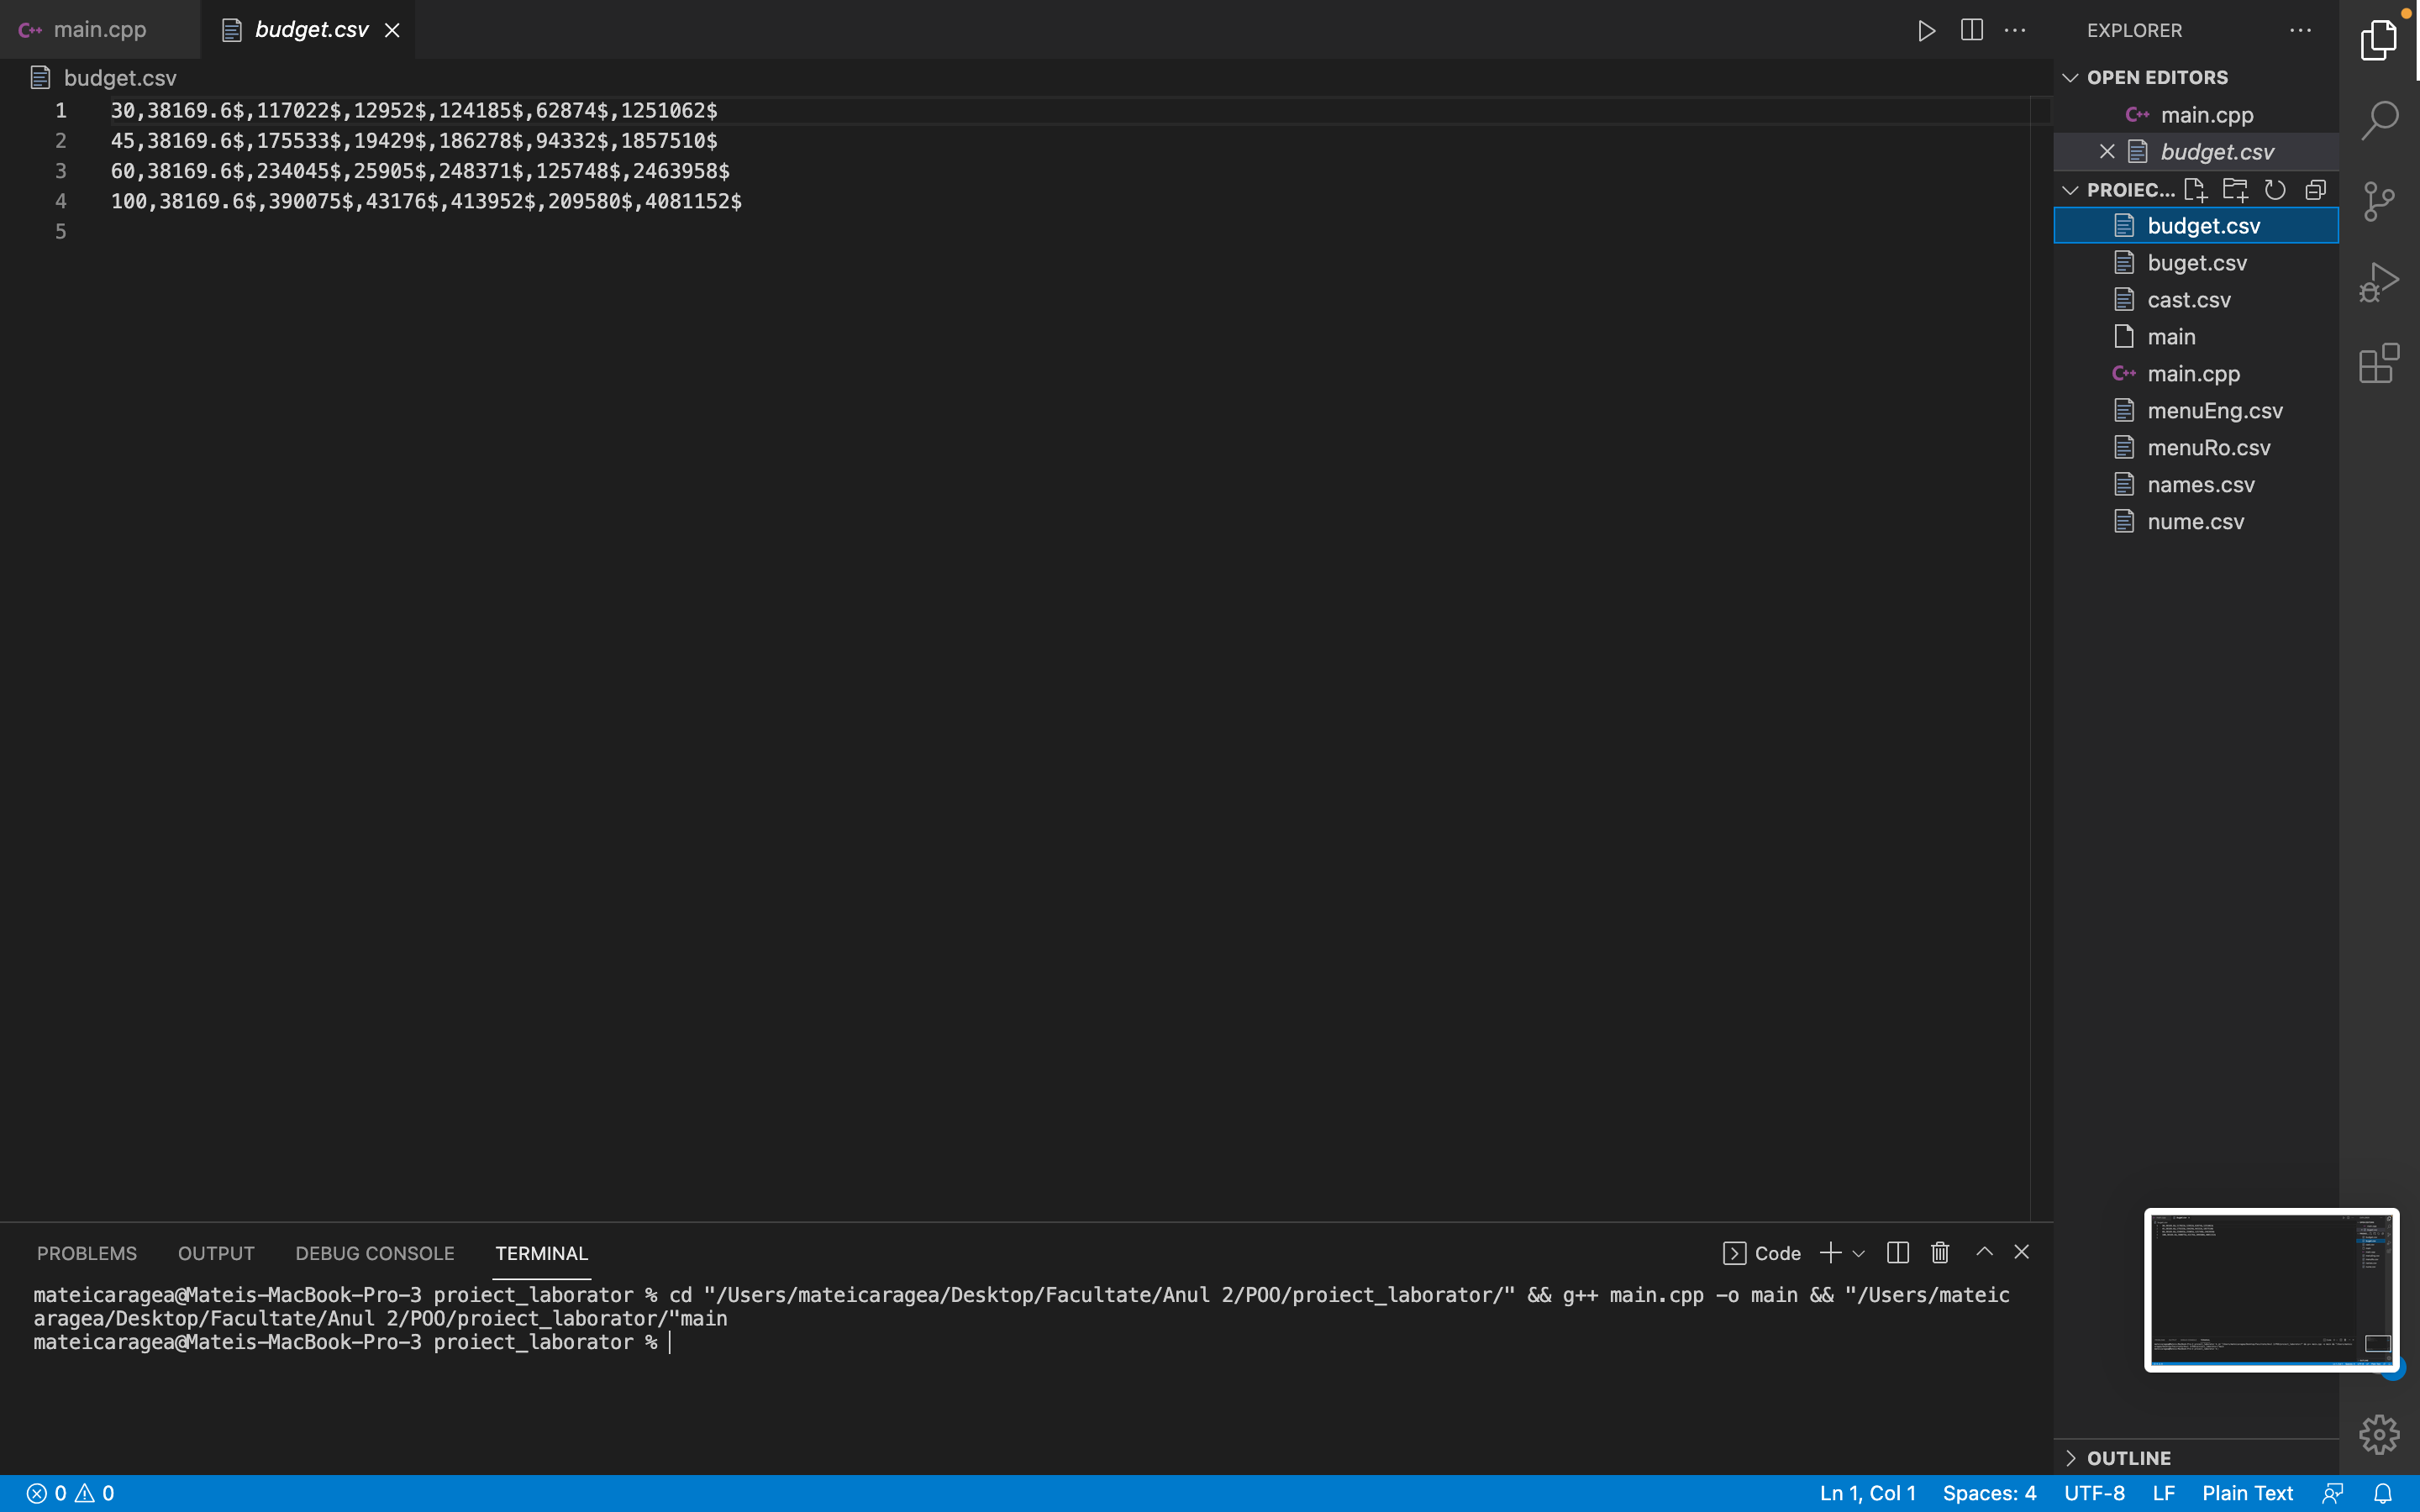 main.cpp
budget.csv
EXPLORER
budget.csv
OPEN EDITORS
1 30,38169.6$,117022$,12952$,124185$,62874$,1251062$
2 45,38169.6$,175533$,19429$,186278$,94332$,1857510$
3 60,38169.6$,234045$,25905$,248371$,125748$,2463958$
4 100,38169.6$,390075$,43176$,413952$,209580$,4081152$
5
main.cpp
budget.csv
PROIEC...
budget.csv
buget.csv
cast.csv
main
main.cpp
menuEng.csv
menuRo.csv
names.csv
nume.csv
PROBLEMS OUTPUT DEBUG CONSOLE TERMINAL
Code
mateicaragea@Mateis-MacBook-Pro-3 proiect_laborator % cd "/Users/mateicaragea/Desktop/Facultate/Anul 2/POO/proiect_laborator/" && g++ main.cpp -o main && "/Users/mateic
aragea/Desktop/Facultate/Anul 2/POO/proiect_laborator/"main
mateicaragea@Mateis-MacBook-Pro-3 proiect_laborator %
OUTLINE
0 0
Ln 1, Col 1 Spaces: 4 UTF-8 LF Plain Text